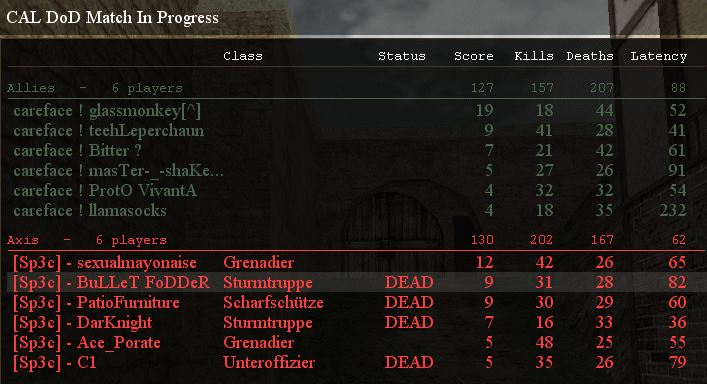 CAL DoD Match In Progress
Class Status Score Kills Deaths Latency
Allies - 6 players 127 157 207 88
careface ! glassmonkey[^] 19 18 44 52
careface ! teehLeperchaun 9 41 28 41
careface ! Bitter ? 7 21 42 61
careface ! masTer-_-shaKe... 5 27 26 91
careface ! ProtO VivantA 4 32 32 54
careface ! llamasocks 4 18 35 232
Axis - 6 players 130 202 167 62
[Sp3c] - sexualmayonaise Grenadier 12 42 26 65
[Sp3c] - BuLLeT FoDDeR Sturmtruppe DEAD 9 31 28 82
[Sp3c] - PatioFurniture Scharfschütze DEAD 9 30 29 60
[Sp3c] - DarKnight Sturmtruppe DEAD 7 16 33 36
[Sp3c] - Ace_Porate Grenadier 5 48 25 55
[Sp3c] - C1 Unteroffizier DEAD 5 35 26 79